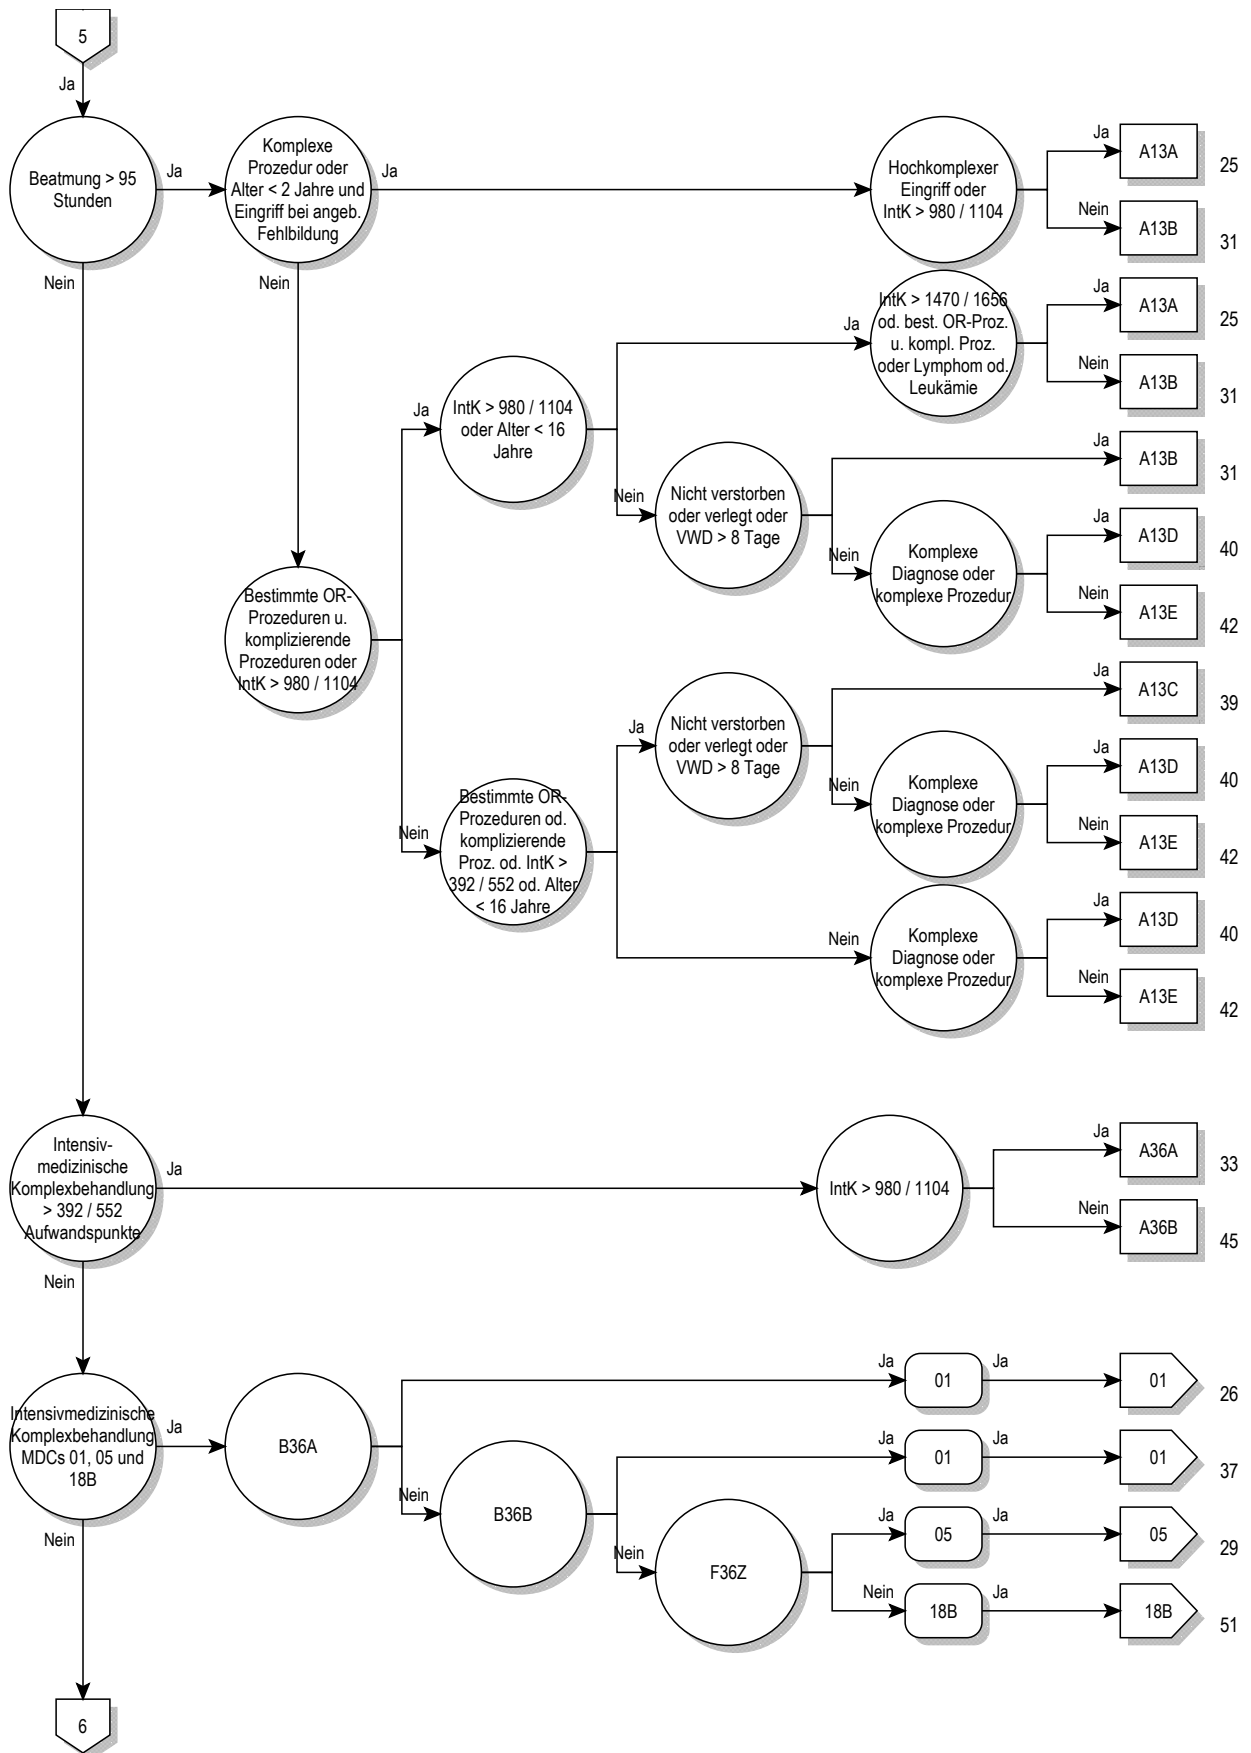 5
Ja
Beatmung > 95
Stunden
Ja
Komplexe
Prozedur oder
Alter < 2 Jahre und
Eingriff bei angeb.
Fehlbildung
Ja
Hochkomplexer
Eingriff oder
IntK > 980 / 1104
Ja
A13A
25
Nein
A13B
31
Nein
Nein
IntK > 1470 / 1656
od. best. OR-Proz.
u. kompl. Proz.
oder Lymphom od.
Leukämie
Ja
Ja
A13A
25
Nein
A13B
31
Ja
IntK > 980 / 1104
oder Alter < 16
Jahre
Nein
Nicht verstorben
oder verlegt oder
VWD > 8 Tage
Ja
A13B
31
Nein
Komplexe
Diagnose oder
komplexe Prozedur
Ja
A13D
40
Nein
A13E
42
Bestimmte OR-
Prozeduren u.
komplizierende
Prozeduren oder
IntK > 980 / 1104
Nein
Bestimmte OR-
Prozeduren od.
komplizierende
Proz. od. IntK >
392 / 552 od. Alter
< 16 Jahre
Ja
Nicht verstorben
oder verlegt oder
VWD > 8 Tage
Ja
A13C
39
Nein
Komplexe
Diagnose oder
komplexe Prozedur
Ja
A13D
40
Nein
A13E
42
Nein
Komplexe
Diagnose oder
komplexe Prozedur
Ja
A13D
40
Nein
A13E
42
Intensiv-
medizinische
Komplexbehandlung
> 392 / 552
Aufwandspunkte
Ja
IntK > 980 / 1104
Ja
A36A
33
Nein
A36B
45
Nein
Intensivmedizinische
Komplexbehandlung
MDCs 01, 05 und
18B
Ja
B36A
Ja
01
Ja
01
26
Nein
B36B
Ja
01
Ja
01
37
Nein
F36Z
Ja
05
Ja
05
29
Nein
18B
Ja
18B
51
Nein
6